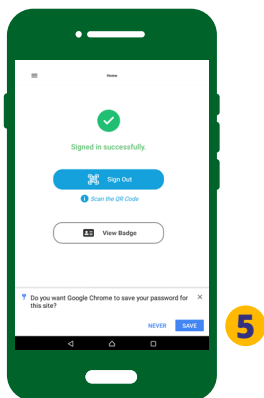 Home
Signed in successfully.
Sign Out
Scan the QR Code
View Badge
Do you want Google Chrome to save your password for
this site?
NEVER SAVE
5